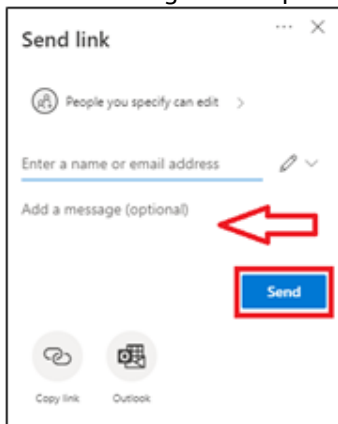 Send link
People you specify can edit
Enter a name or email address
Add a message (optional)
Send
Copy link
Outlook